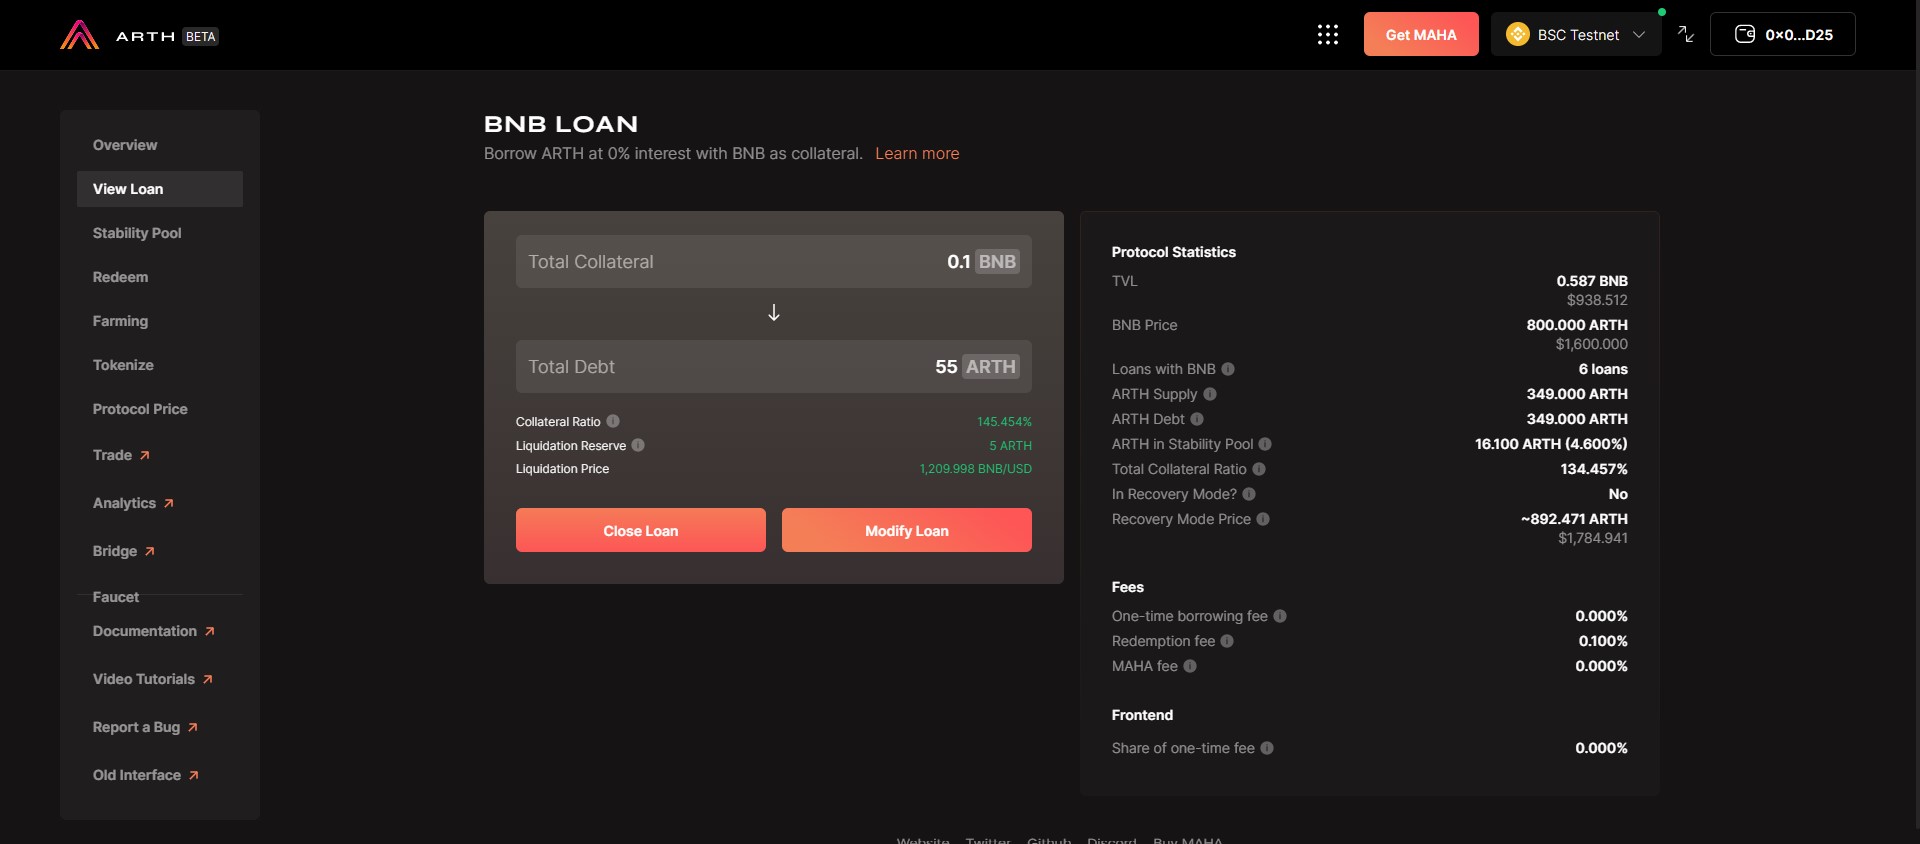 ARTH BETA
Get MAHA
BSC Testnet
0×0...D25
Overview
View Loan
Stability Pool
Redeem
Farming
Tokenize
Protocol Price
Trade
Analytics
Bridge
Faucet
Documentation
Video Tutorials
Report a Bug
Old Interface
BNB LOAN
Borrow ARTH at 0% interest with BNB as collateral. Learn more
Total Collateral 0.1 BNB
Total Debt 55 ARTH
Collateral Ratio 145.454%
Liquidation Reserve 5 ARTH
Liquidation Price 1,209.998 BNB/USD
Close Loan Modify Loan
Protocol Statistics
TVL 0.587 BNB
$938.512
BNB Price 800.000 ARTH
$1,600.000
Loans with BNB 6 loans
ARTH Supply 349.000 ARTH
ARTH Debt 349.000 ARTH
ARTH in Stability Pool 16.100 ARTH (4.600%)
Total Collateral Ratio 134.457%
In Recovery Mode? No
Recovery Mode Price ~892.471 ARTH
$1,784.941
Fees
One-time borrowing fee 0.000%
Redemption fee 0.100%
MAHA fee 0.000%
Frontend
Share of one-time fee 0.000%
Website Twitter Github Discord Buy MAHA